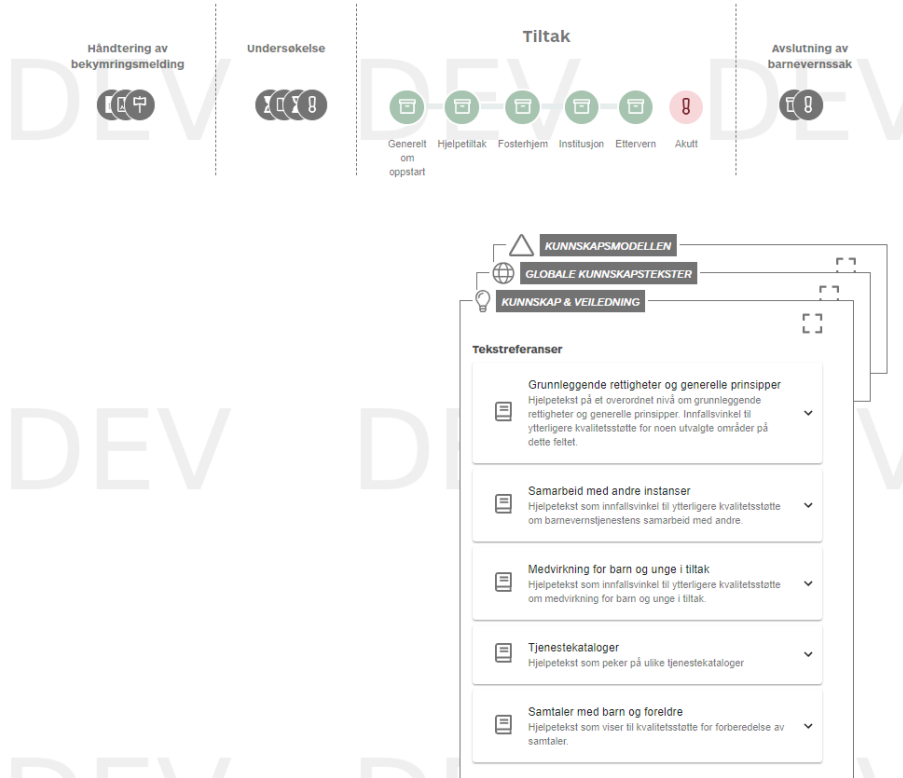 Tiltak
Håndtering av
bekymringsmelding
Undersøkelse
Avslutning av
barnevernssak
Generelt
om
oppstart
Hjelpetiltak
Fosterhjem
Institusjon
Ettervern
Akutt
DEV DEV DEV
KUNNSKAPSMODELLEN
GLOBALE KUNNSKAPSTEKSTER
KUNNSKAP & VEILEDNING
Tekstreferanser
Grunnleggende rettigheter og generelle prinsipper
Hjelpetekst på et overordnet nivå om grunnleggende
rettigheter og generelle prinsipper. Innfallsvinkel til
ytterligere kvalitetsstøtte for noen utvalgte områder på
dette feltet.
DEV DEV
Samarbeid med andre instanser
Hjelpetekst som innfallsvinkel til ytterligere kvalitetsstøtte
om barnevernstjenestens samarbeid med andre.
Medvirkning for barn og unge i tiltak
Hjelpetekst som innfallsvinkel til ytterligere kvalitetsstøtte
om medvirkning for barn og unge i tiltak.
Tjenestekataloger
Hjelpetekst som peker på ulike tjenestekataloger
Samtaler med barn og foreldre
Hjelpetekst som viser til kvalitetsstøtte for forberedelse av
samtaler.